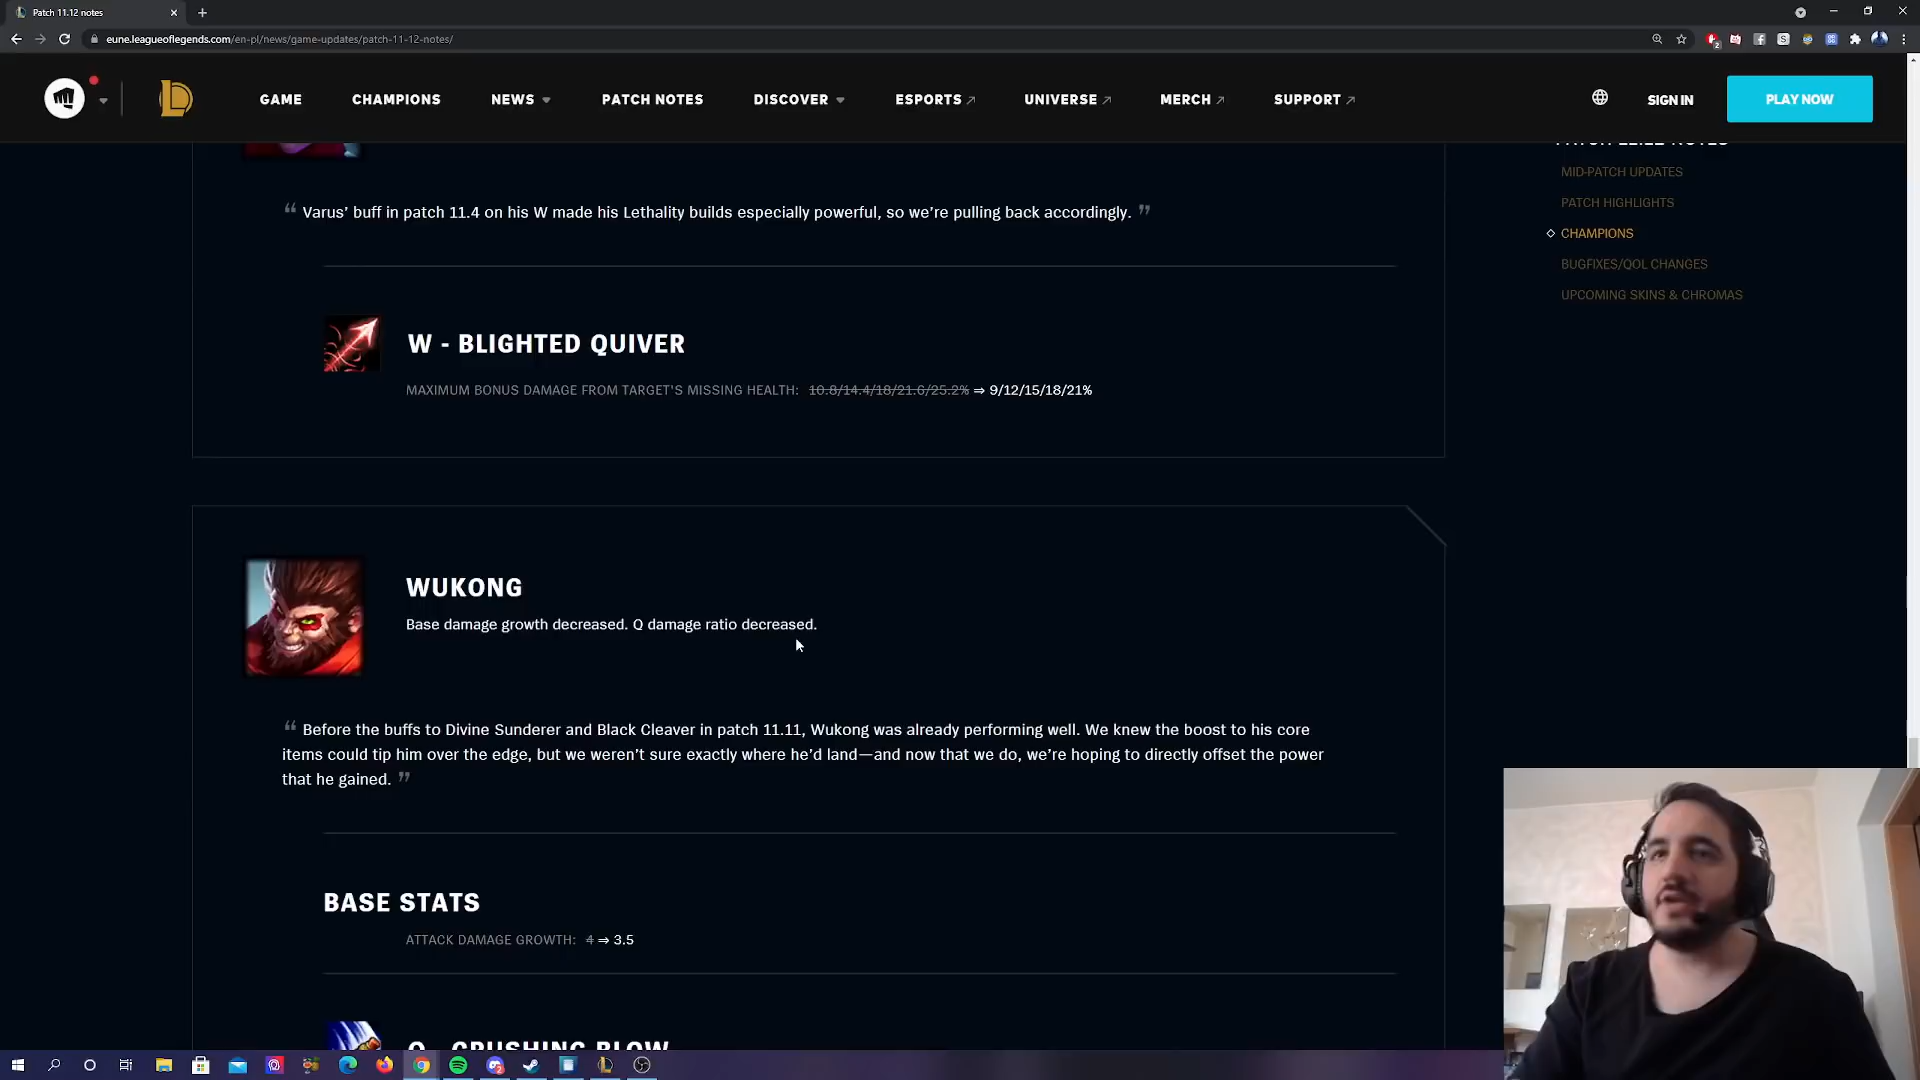 Patch 11.12 notes
eune.leagueoflegends.com/en-pl/news/game-updates/patch-11-12-notes/
GAME CHAMPIONS NEWS PATCH NOTES DISCOVER ESPORTS UNIVERSE MERCH SUPPORT SIGN IN PLAY NOW
PATCH 11.12 NOTES
MID-PATCH UPDATES
PATCH HIGHLIGHTS
CHAMPIONS
BUGFIXES/QOL CHANGES
UPCOMING SKINS & CHROMAS
“ Varus’ buff in patch 11.4 on his W made his Lethality builds especially powerful, so we’re pulling back accordingly. ”
W - BLIGHTED QUIVER
MAXIMUM BONUS DAMAGE FROM TARGET'S MISSING HEALTH: 10.8/14.4/18/21.6/25.2% ⇒ 9/12/15/18/21%
WUKONG
Base damage growth decreased. Q damage ratio decreased.
“ Before the buffs to Divine Sunderer and Black Cleaver in patch 11.11, Wukong was already performing well. We knew the boost to his core
items could tip him over the edge, but we weren’t sure exactly where he’d land—and now that we do, we’re hoping to directly offset the power
that he gained. ”
BASE STATS
ATTACK DAMAGE GROWTH: 4 ⇒ 3.5
Q - CRUSHING BLOW